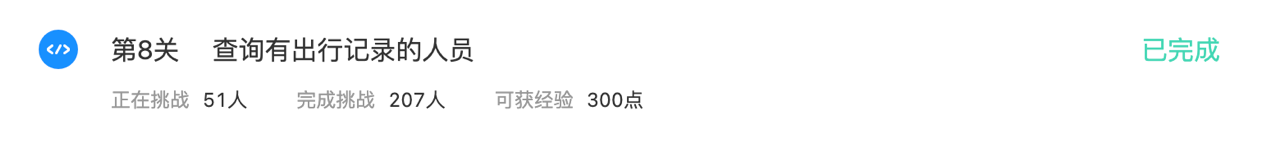 第8关 查询有出行记录的人员 已完成
正在挑战 51人 完成挑战 207人 可获经验 300点